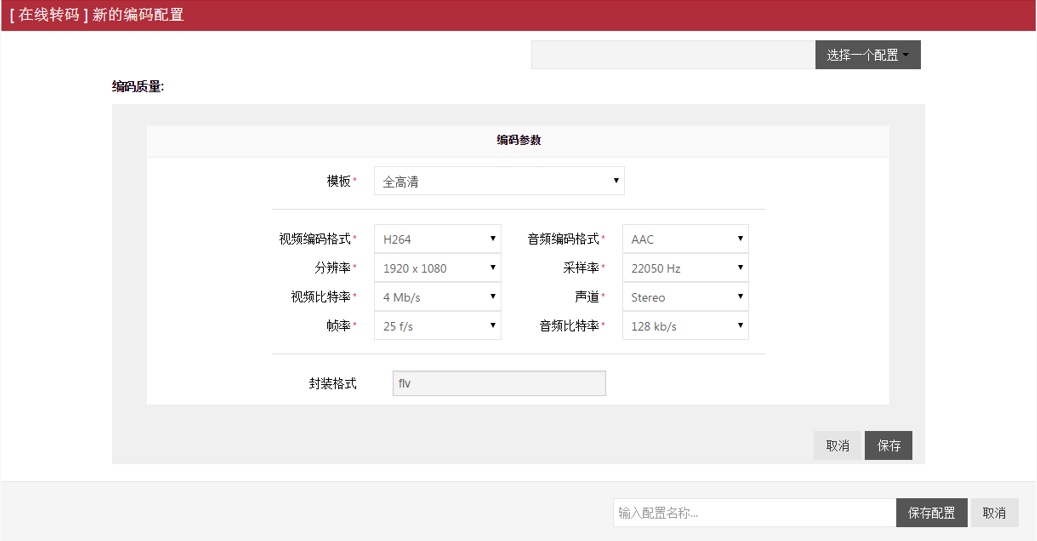 [ 在线转码 ] 新的编码配置
选择一个配置
编码质量:
编码参数
模板* 全高清
视频编码格式* H264 音频编码格式* AAC
分辨率* 1920 x 1080 采样率* 22050 Hz
视频比特率* 4 Mb/s 声道* Stereo
帧率* 25 f/s 音频比特率* 128 kb/s
封装格式 flv
取消 保存
输入配置名称... 保存配置 取消